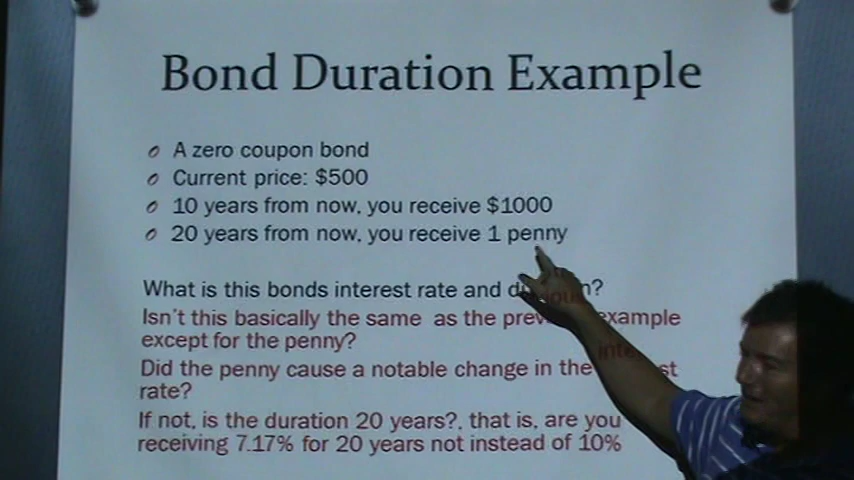 Bond Duration Example
A zero coupon bond
Current price: $500
10 years from now, you receive $1000
20 years from now, you receive 1 penny
What is this bonds interest rate and
Isn't this basically the same as the previous example
except for the penny?
Did the penny cause a notable change in the interest
rate?
If not, is the duration 20 years?, that is, are you
receiving 7.17% for 20 years not instead of 10%